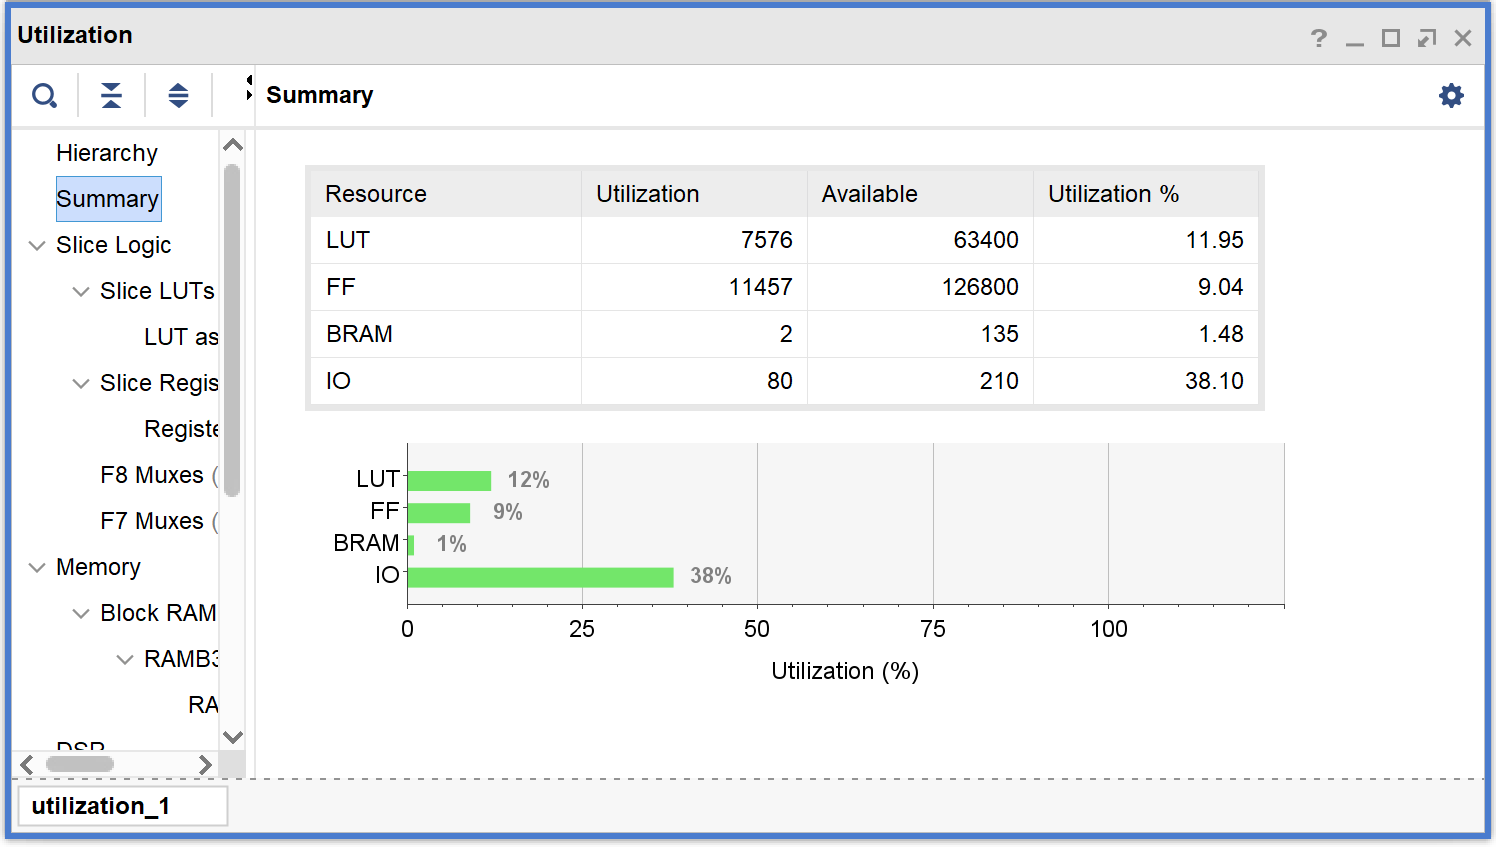 Utilization
Summary
Hierarchy
Summary
Slice Logic
Slice LUTs
LUT as
Slice Regis
Registe
F8 Muxes (
F7 Muxes (
Memory
Block RAM
RAMB3
RA
DSP
Resource Utilization Available Utilization %
LUT 7576 63400 11.95
FF 11457 126800 9.04
BRAM 2 135 1.48
IO 80 210 38.10
LUT 12%
FF 9%
BRAM 1%
IO 38%
0 25 50 75 100
Utilization (%)
utilization_1